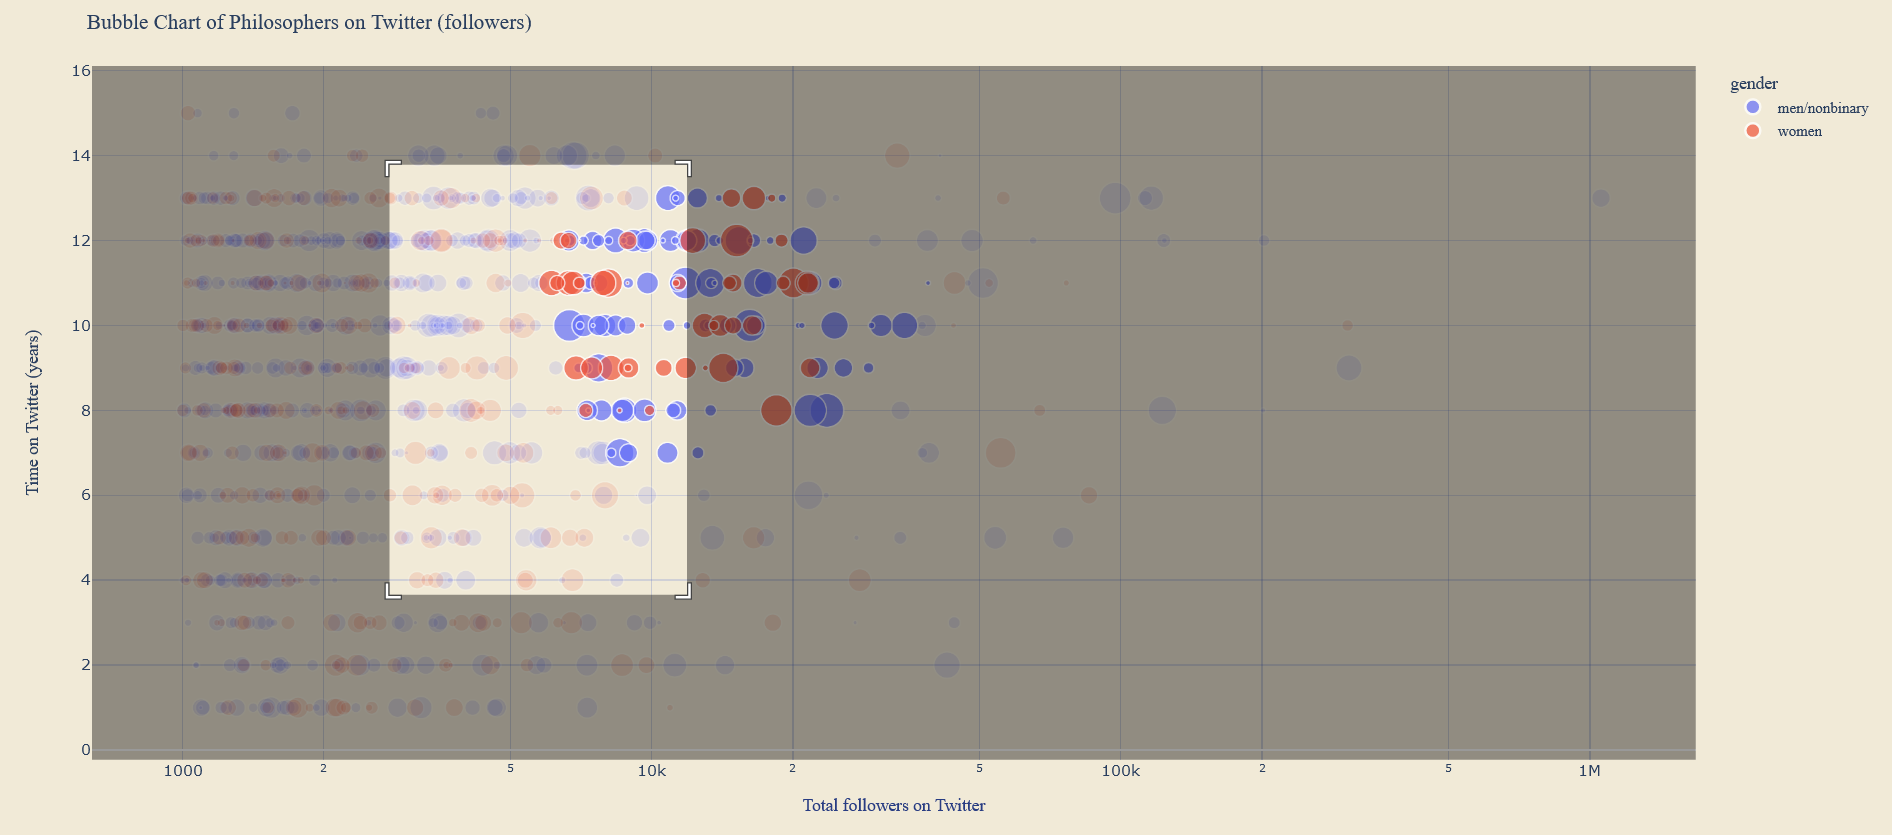 Bubble Chart of Philosophers on Twitter (followers)
gender
men/nonbinary
women
Time on Twitter (years)
16
14
12
10
8
6
4
2
0
1000 2 5 10k 2 5 100k 2 5 1M
Total followers on Twitter